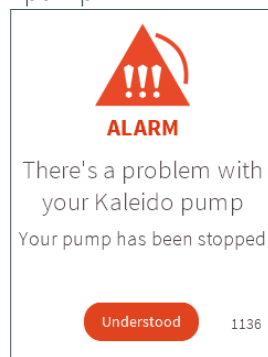 !!!
ALARM
There's a problem with
your Kaleido pump
Your pump has been stopped
Understood
1136